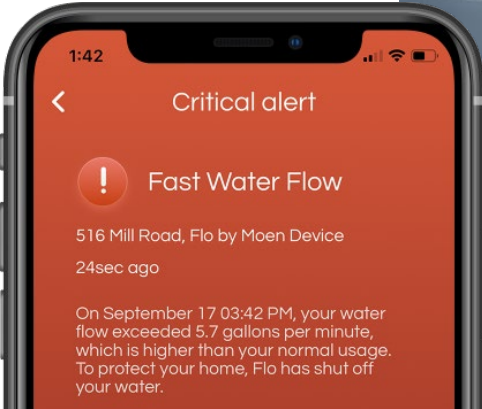 1:42
Critical alert
!
Fast Water Flow
516 Mill Road, Flo by Moen Device
24sec ago
On September 17 03:42 PM, your water
flow exceeded 5.7 gallons per minute,
which is higher than your normal usage.
To protect your home, Flo has shut off
your water.